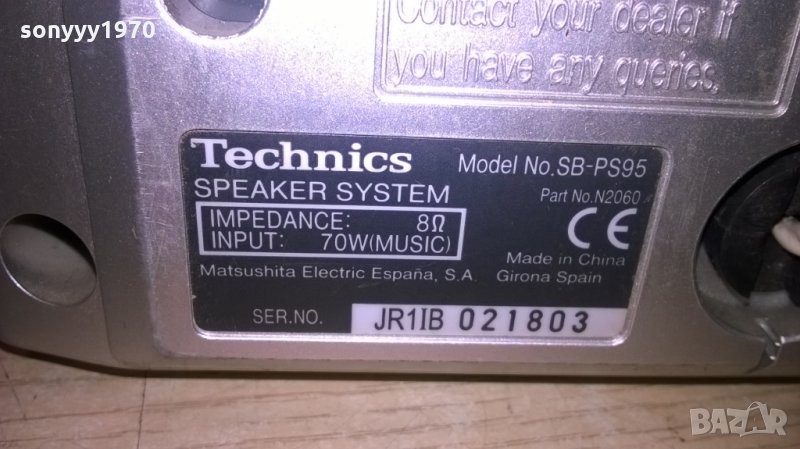 sonyyy1970
Contact your dealer if
you have any queries.
Technics Model No.SB-PS95
SPEAKER SYSTEM Part No.N2060
IMPEDANCE: 8Ω
INPUT: 70W(MUSIC)
CE
Made in China
Matsushita Electric España, S.A. Girona Spain
SER.NO. JR1IB 021803
BAZAR